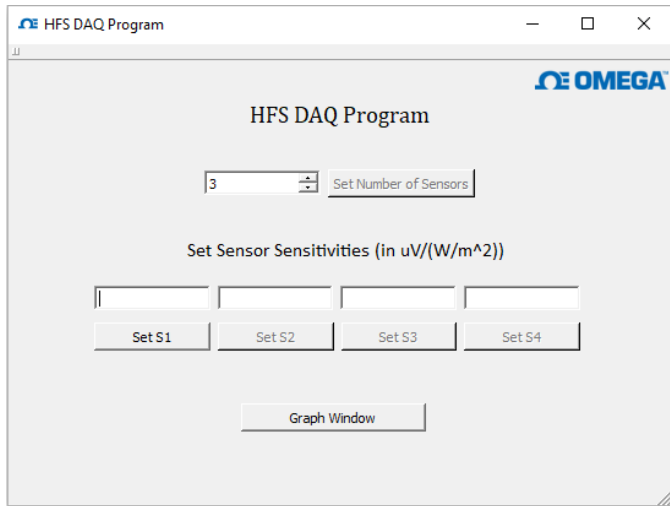 HFS DAQ Program
OMEGA™
HFS DAQ Program
3
Set Number of Sensors
Set Sensor Sensitivities (in uV/(W/m^2))
Set S1 Set S2 Set S3 Set S4
Graph Window